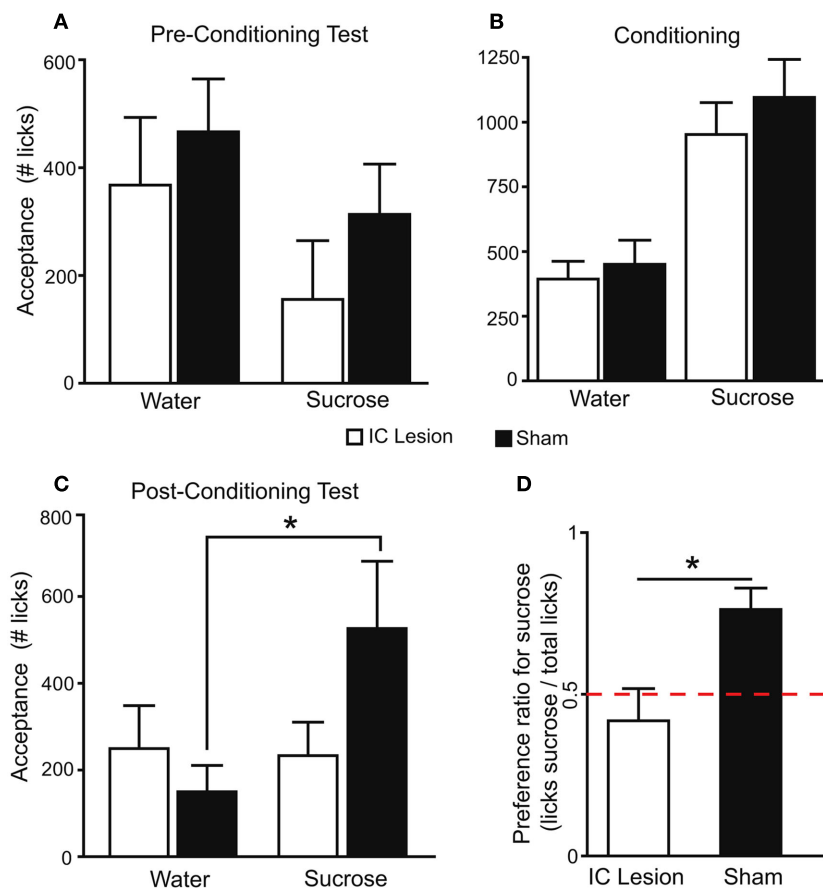 A
Pre-Conditioning Test
Acceptance (# licks)
600
400
200
0
Water
Sucrose
B
Conditioning
1250
1000
750
500
250
0
Water
Sucrose
IC Lesion
Sham
C
Post-Conditioning Test
Acceptance (# licks)
800
600
400
200
0
*
Water
Sucrose
D
Preference ratio for sucrose
(licks sucrose / total licks)
1
0.5
0
*
IC Lesion
Sham